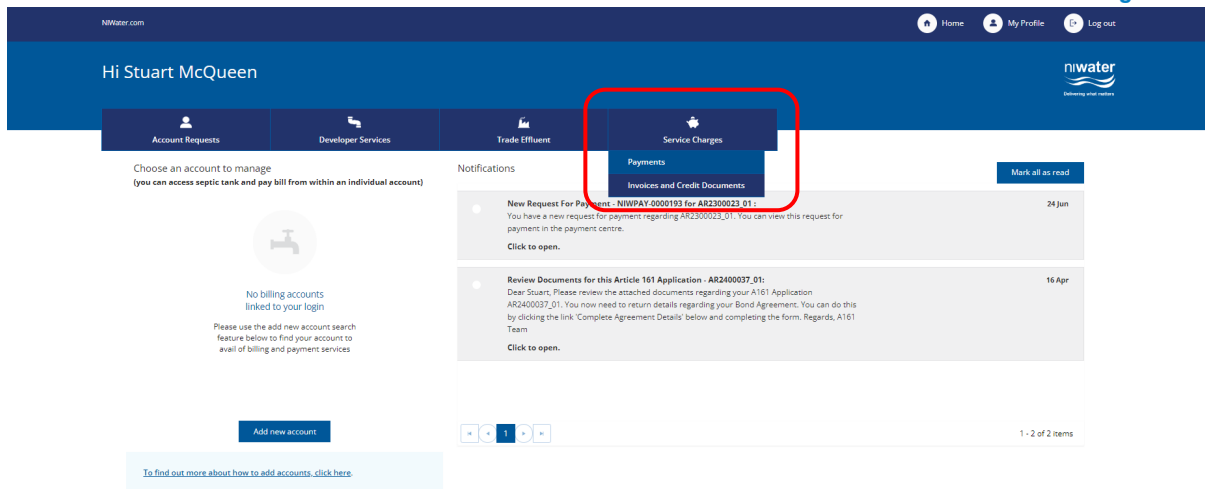 NIWater.com
Home
My Profile
Log out
Hi Stuart McQueen
niwater
Delivering what matters
Account Requests
Developer Services
Trade Effluent
Service Charges
Payments
Invoices and Credit Documents
Choose an account to manage
(you can access septic tank and pay bill from within an individual account)
No billing accounts
linked to your login
Please use the add new account search
feature below to find your account to
avail of billing and payment services
Add new account
To find out more about how to add accounts, click here.
Notifications
Mark all as read
New Request For Payment - NIWPAY-0000193 for AR2300023_01 :
24 Jun
You have a new request for payment regarding AR2300023_01. You can view this request for
payment in the payment centre.
Click to open.
Review Documents for this Article 161 Application - AR2400037_01:
16 Apr
Dear Stuart, Please review the attached documents regarding your A161 Application
AR2400037_01. You now need to return details regarding your Bond Agreement. You can do this
by clicking the link 'Complete Agreement Details' below and completing the form. Regards, A161
Team
Click to open.
1
1 - 2 of 2 items